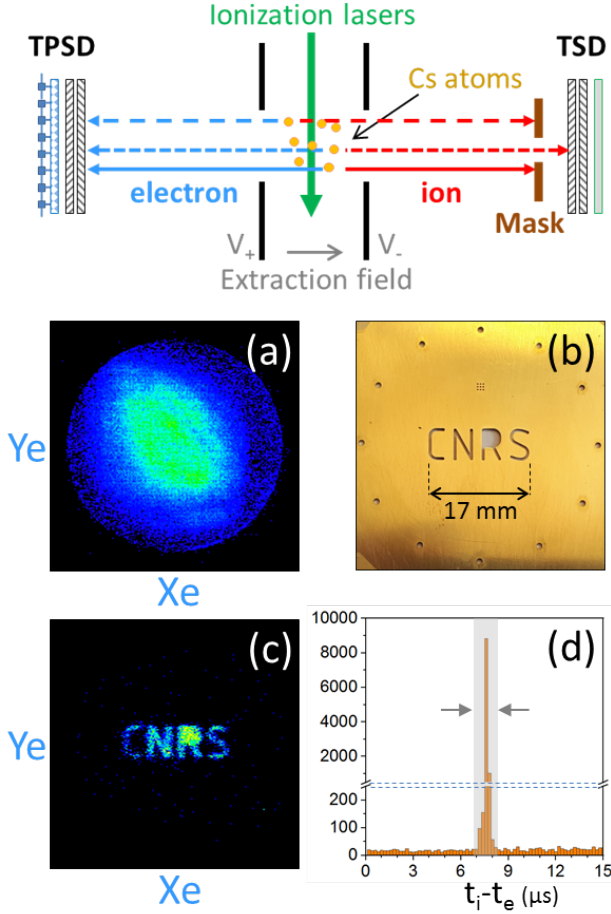 Ionization lasers
TPSD
TSD
Cs atoms
electron
ion
Mask
V+
V-
Extraction field
(a)
Ye
Xe
(b)
CNRS
17 mm
(c)
Ye
CNRS
Xe
(d)
10000
8000
6000
4000
2000
200
100
0
0 3 6 9 12 15
ti-te (µs)